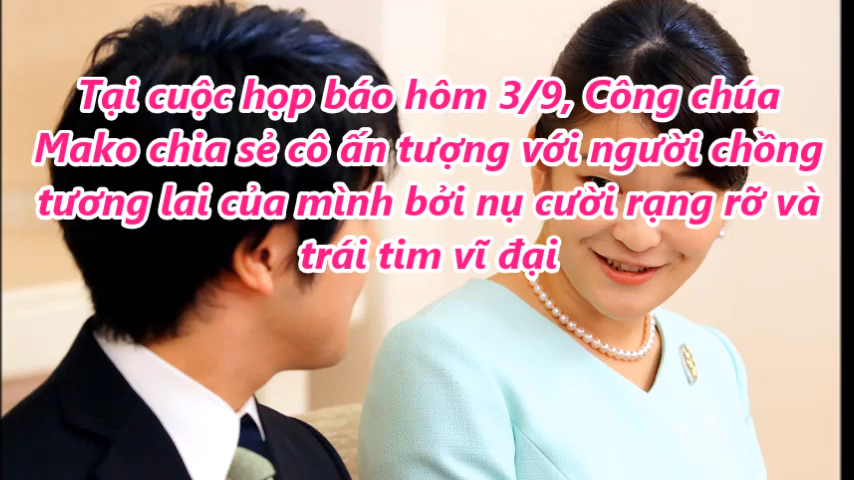 Tại cuộc họp báo hôm 3/9, Công chúa
Mako chia sẻ cô ấn tượng với người chồng
tương lai của mình bởi nụ cười rạng rỡ và
trái tim vĩ đại